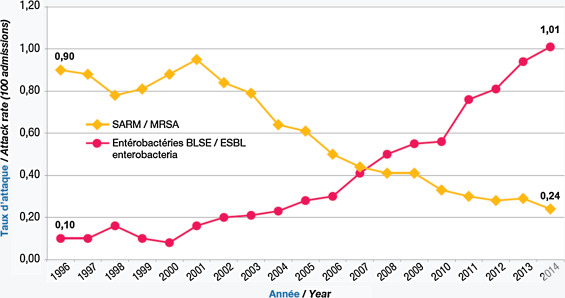 Taux d'attaque / Attack rate (100 admissions)
1,20
1,00
0,80
0,60
0,40
0,20
0,00
0,90
0,10
1,01
0,24
SARM / MRSA
Entérobactéries BLSE / ESBL
enterobacteria
1996 1997 1998 1999 2000 2001 2002 2003 2004 2005 2006 2007 2008 2009 2010 2011 2012 2013 2014
Année / Year